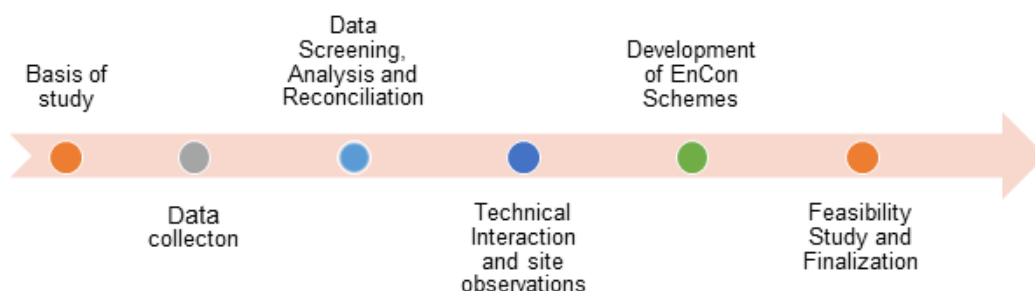 Basis of
study
Data
collecton
Data
Screening,
Analysis and
Reconciliation
Technical
Interaction
and site
observations
Development
of EnCon
Schemes
Feasibility
Study and
Finalization